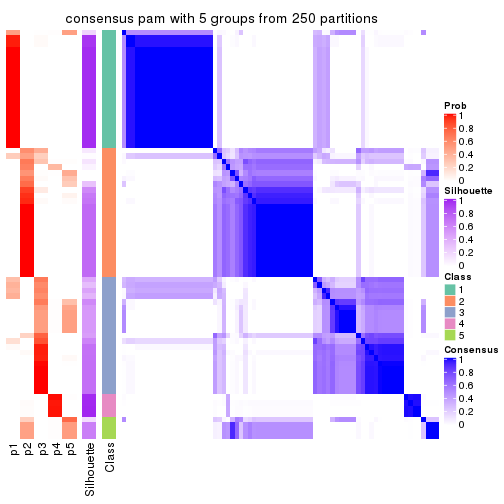 consensus pam with 5 groups from 250 partitions
Prob
1
0.8
0.6
0.4
0.2
0
Silhouette
1
0.8
0.6
0.4
0.2
0
Class
1
2
3
4
5
Consensus
1
0.8
0.6
0.4
0.2
0
p1
p2
p3
p4
p5
Silhouette
Class